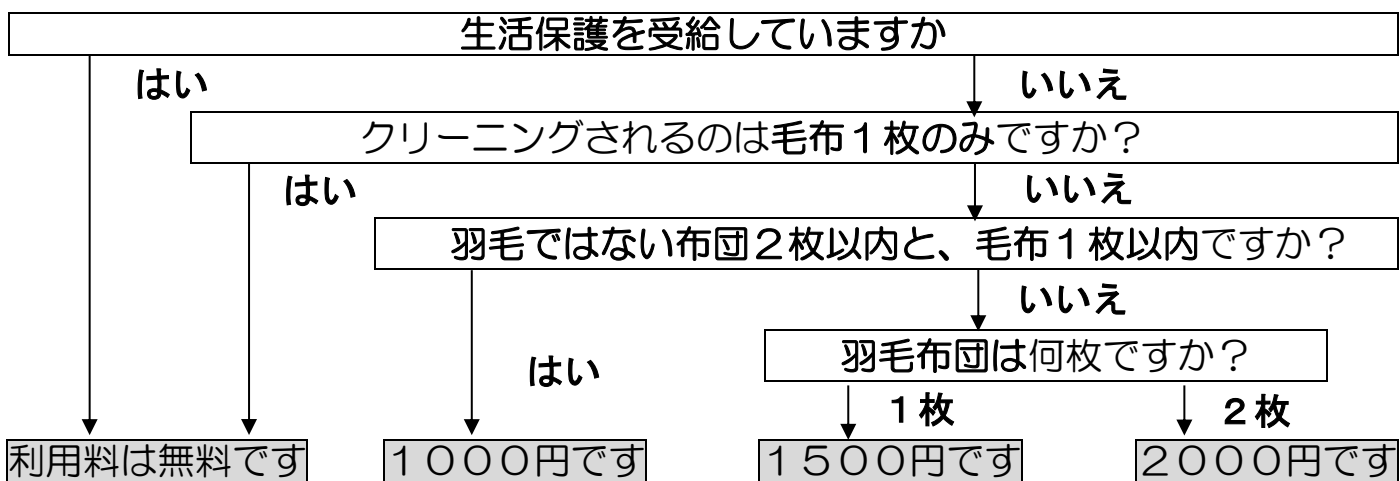 生活保護を受給していますか
はい
いいえ
クリーニングされるのは毛布１枚のみですか？
はい
いいえ
羽毛ではない布団２枚以内と、毛布１枚以内ですか？
はい
いいえ
羽毛布団は何枚ですか？
１枚
２枚
利用料は無料です
１０００円です
１５００円です
２０００円です